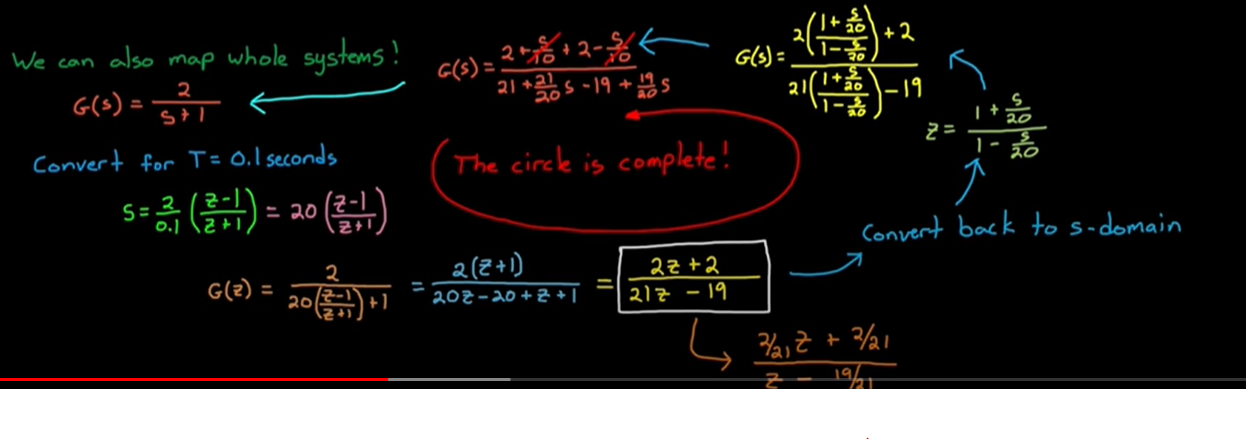 We can also map whole systems!
G(s) = 2/(s+1)
Convert for T = 0.1 seconds
S = 2/0.1 (z-1/z+1) = 20 (z-1/z+1)
G(z) = 2/(20(z-1/z+1)+1) = 2(z+1)/(20z-20+z+1) = (2z+2)/(21z-19)
(2/21 z + 2/21)/(z - 19/21)
Convert back to s-domain
z = (1+s/20)/(1-s/20)
G(s) = (2(1+s/20 / 1-s/20)+2)/(21(1+s/20 / 1-s/20)-19)
G(s) = (2+s/10+2-s/10)/(21+21/20 s-19+19/20 s)
The circle is complete!